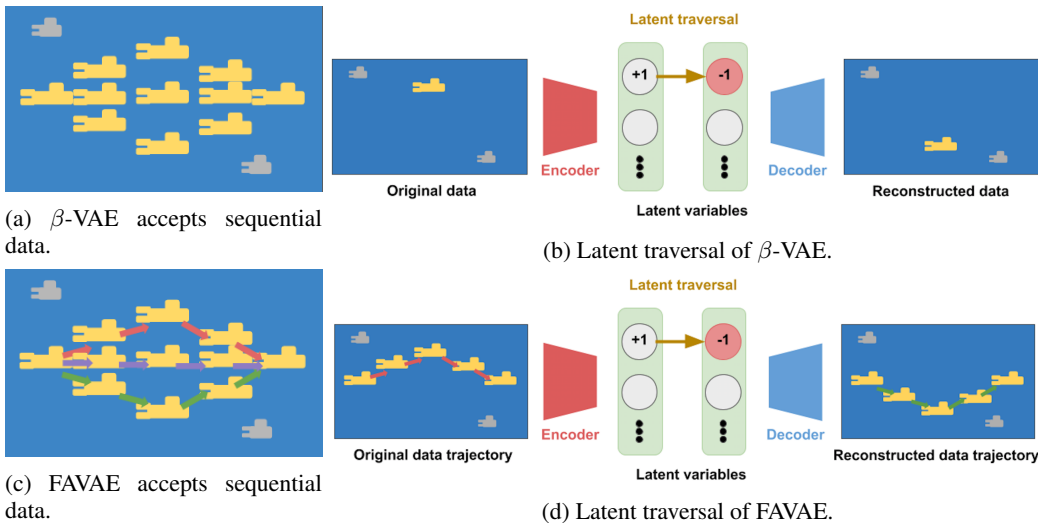 Latent traversal
+1
-1
Encoder
Decoder
Original data
Reconstructed data
Latent variables
(a) β-VAE accepts sequential
data.
(b) Latent traversal of β-VAE.
Latent traversal
+1
-1
Encoder
Decoder
Original data trajectory
Reconstructed data trajectory
Latent variables
(c) FAVAE accepts sequential
data.
(d) Latent traversal of FAVAE.